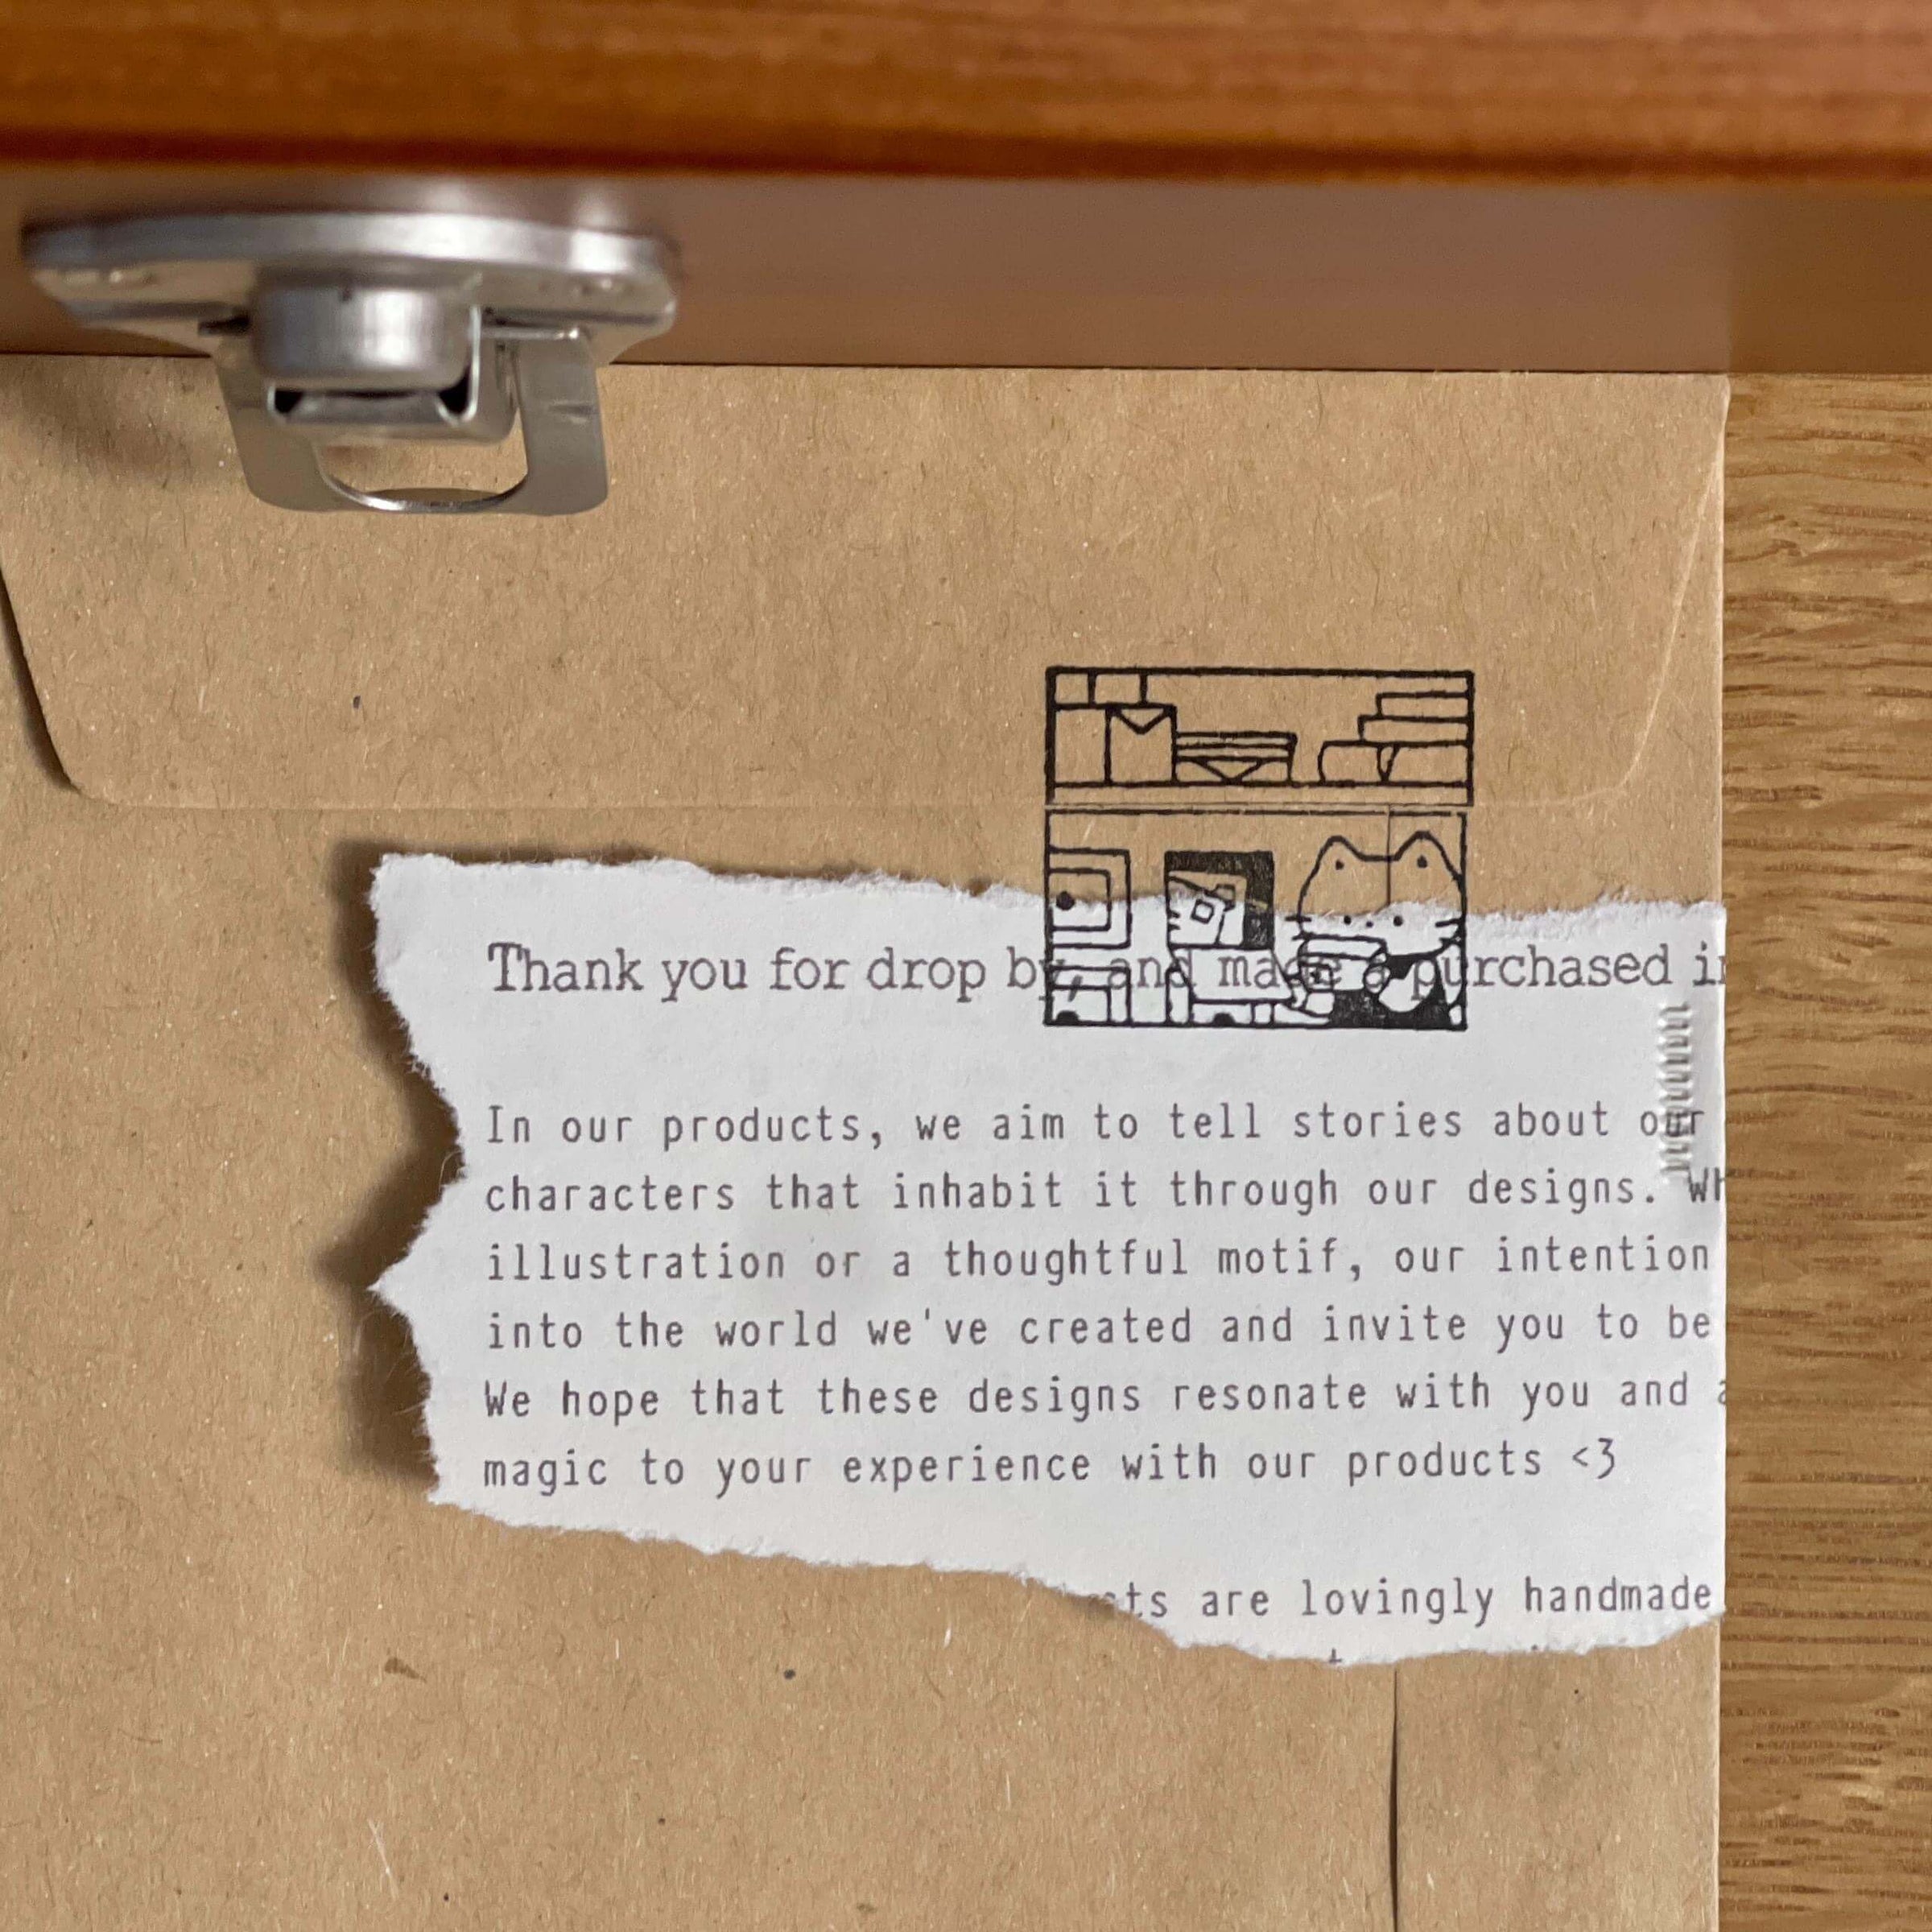 Thank you for drop by, and made a purchased
In our products, we aim to tell stories about our
characters that inhabit it through our designs.
illustration or a thoughtful motif, our intention
into the world we've created and invite you to be
We hope that these designs resonate with you and
magic to your experience with our products <3
are lovingly handmade